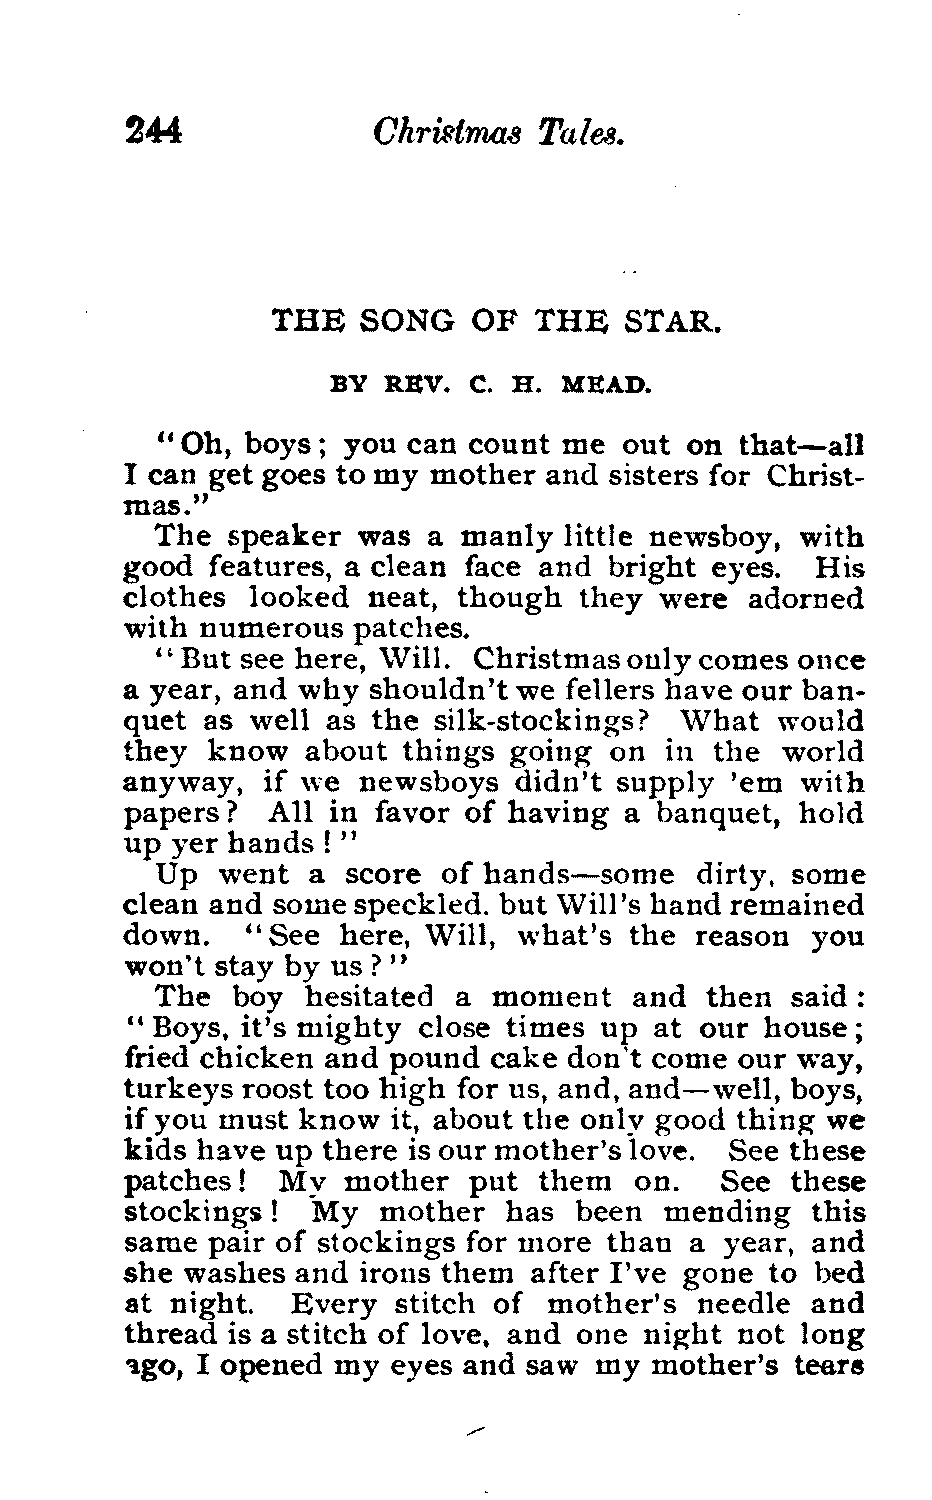 244 Christmas Tales.
THE SONG OF THE STAR.
BY REV. C. H. MEAD.
"Oh, boys; you can count me out on that—all
I can get goes to my mother and sisters for Christ-
mas."
The speaker was a manly little newsboy, with
good features, a clean face and bright eyes. His
clothes looked neat, though they were adorned
with numerous patches.
"But see here, Will. Christmas only comes once
a year, and why shouldn't we fellers have our ban-
quet as well as the silk-stockings? What would
they know about things going on in the world
anyway, if we newsboys didn't supply 'em with
papers? All in favor of having a banquet, hold
up yer hands!"
Up went a score of hands—some dirty, some
clean and some speckled. but Will's hand remained
down. "See here, Will, what's the reason you
won't stay by us?"
The boy hesitated a moment and then said:
"Boys, it's mighty close times up at our house;
fried chicken and pound cake don't come our way,
turkeys roost too high for us, and, and—well, boys,
if you must know it, about the only good thing we
kids have up there is our mother's love. See these
patches! My mother put them on. See these
stockings! My mother has been mending this
same pair of stockings for more than a year, and
she washes and irons them after I've gone to bed
at night. Every stitch of mother's needle and
thread is a stitch of love, and one night not long
ago, I opened my eyes and saw my mother's tears